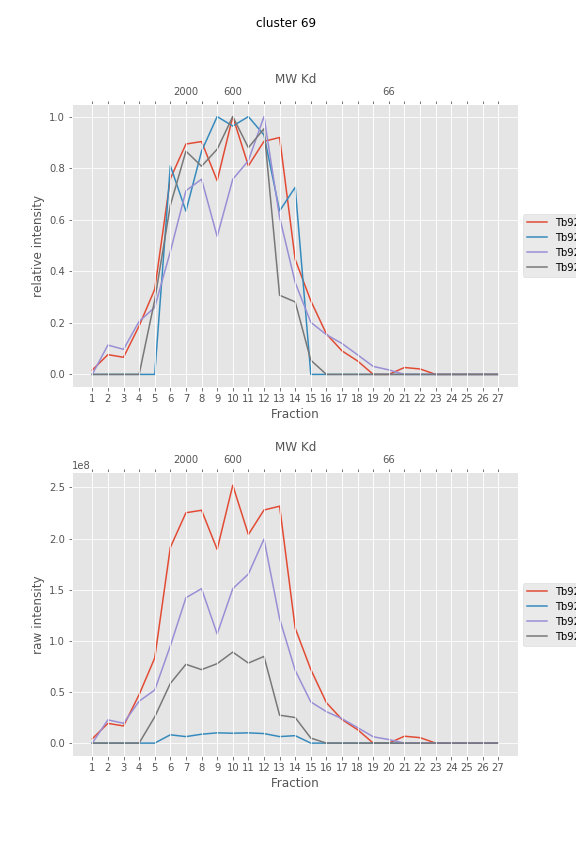 cluster 69
MW Kd
2000 600 66
1.0
0.8
0.6
0.4
0.2
0.0
relative intensity
Tb92
Tb92
Tb92
Tb92
1 2 3 4 5 6 7 8 9 10 11 12 13 14 15 16 17 18 19 20 21 22 23 24 25 26 27
Fraction
MW Kd
2000 600 66
1e8
2.5
2.0
1.5
1.0
0.5
0.0
raw intensity
Tb92
Tb92
Tb92
Tb92
1 2 3 4 5 6 7 8 9 10 11 12 13 14 15 16 17 18 19 20 21 22 23 24 25 26 27
Fraction